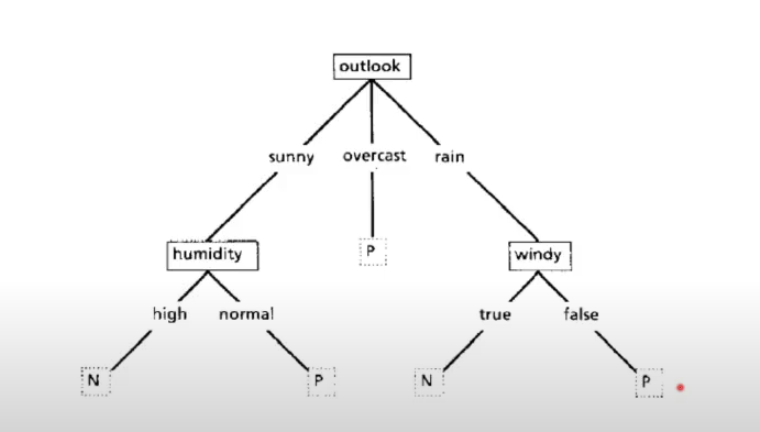 outlook
sunny overcast rain
humidity P windy
high normal true false
N P N P